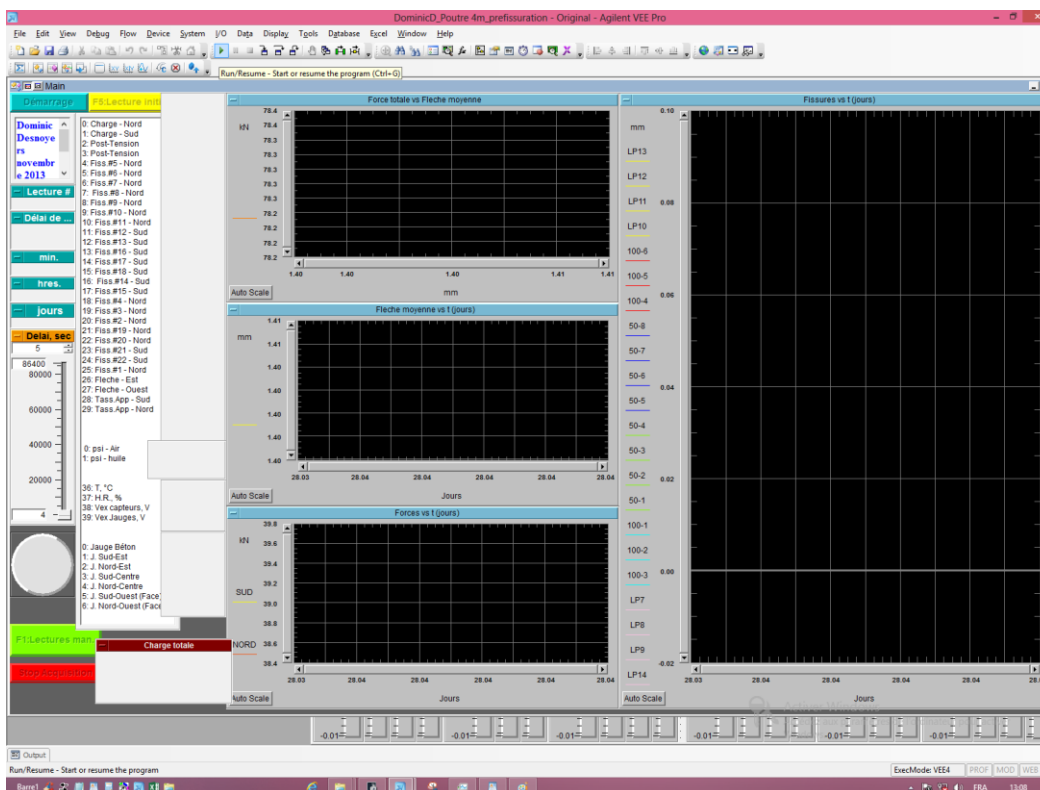 DominicD_Poutre 4m_prefissuration - Original - Agilent VEE Pro
File Edit View Debug Flow Device System I/O Data Display Tools Database Excel Window Help
Run/Resume - Start or resume the program (Ctrl+G)
Main
Démarrage
F5:Lecture initi
Dominic
Desnoye
rs
novembr
e 2013
Lecture #
Délai de ...
min.
hres.
jours
Delai, sec
5
86400
80000
60000
40000
20000
4
F1:Lectures man.
Stop Acquisition
0: Charge - Nord
1: Charge - Sud
2: Post-Tension
3: Post-Tension
4: Fiss.#5 - Nord
5: Fiss.#6 - Nord
6: Fiss.#7 - Nord
7: Fiss.#8 - Nord
8: Fiss.#9 - Nord
9: Fiss.#10 - Nord
10: Fiss.#11 - Nord
11: Fiss.#12 - Sud
12: Fiss.#13 - Sud
13: Fiss.#16 - Sud
14: Fiss.#17 - Sud
15: Fiss.#18 - Sud
16: Fiss.#14 - Sud
17: Fiss.#15 - Sud
18: Fiss.#4 - Nord
19: Fiss.#3 - Nord
20: Fiss.#2 - Nord
21: Fiss.#19 - Nord
22: Fiss.#20 - Nord
23: Fiss.#21 - Sud
24: Fiss.#22 - Sud
25: Fiss.#1 - Nord
26: Fleche - Est
27: Fleche - Ouest
28: Tass.App - Sud
29: Tass.App - Nord
0: psi - Air
1: psi - huile
36: T, °C
37: H.R., %
38: Vex capteurs, V
39: Vex Jauges, V
0: Jauge Béton
1: J. Sud-Est
2: J. Nord-Est
3: J. Sud-Centre
4: J. Nord-Centre
5: J. Sud-Ouest (Face
6: J. Nord-Ouest (Face
Charge totale
Force totale vs Fleche moyenne
kN
78.4
78.4
78.3
78.3
78.3
78.3
78.3
78.2
78.2
78.2
1.40 1.40 1.40 1.41 1.41
mm
Auto Scale
Fleche moyenne vs t (jours)
mm
1.41
1.41
1.41
1.40
1.40
1.40
1.40
28.03 28.04 28.04 28.04 28.04 28.04
Jours
Auto Scale
Forces vs t (jours)
kN
SUD
NORD
39.8
39.6
39.4
39.2
39.0
38.8
38.6
38.4
28.03 28.04 28.04 28.04 28.04 28.04
Jours
Auto Scale
Fissures vs t (jours)
mm
LP13
LP12
LP11
LP10
100-6
100-5
100-4
50-8
50-7
50-6
50-5
50-4
50-3
50-2
50-1
100-1
100-2
100-3
LP7
LP8
LP9
LP14
0.10
0.08
0.06
0.04
0.02
0.00
-0.02
28.03 28.04 28.04 28.04 28.04
Jours
Auto Scale
Activer Windows
-0.01 -0.01 -0.01 -0.01 -0.01 -0.01
Output
Run/Resume - Start or resume the program
ExecMode: VEE4 PROF MOD WEB
Barre1
FRA 13:08